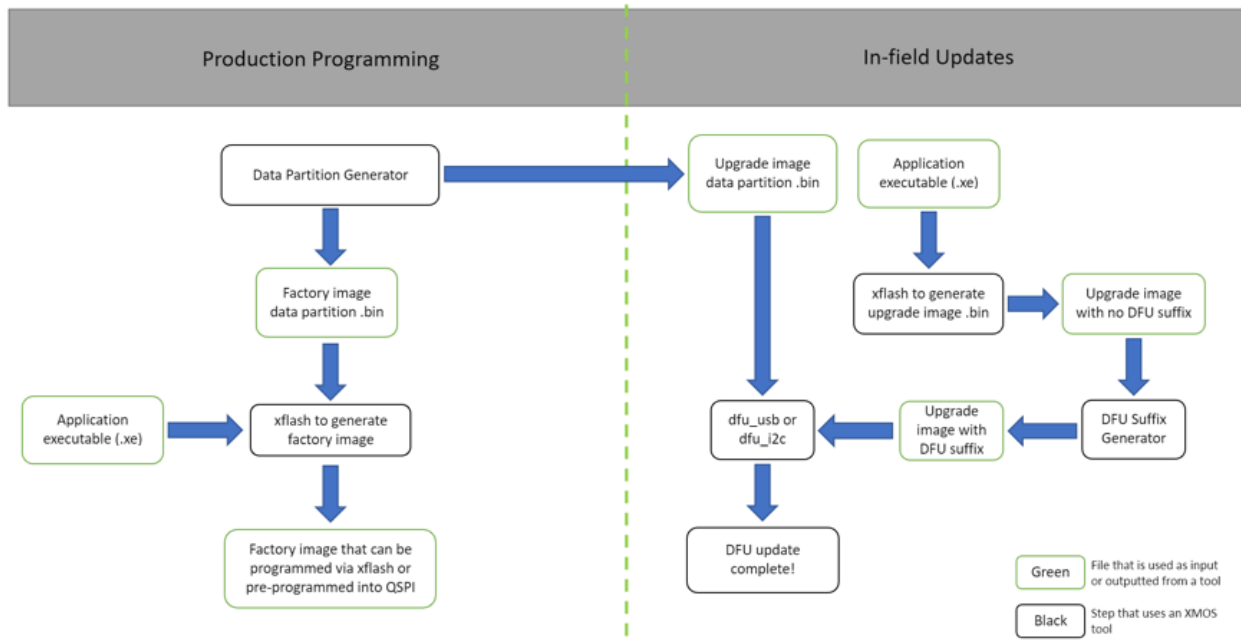 Production Programming
In-field Updates
Data Partition Generator
Factory image
data partition .bin
Application
executable (.xe)
xflash to generate
factory image
Factory image that can be
programmed via xflash or
pre-programmed into QSPI
Upgrade image
data partition .bin
Application
executable (.xe)
xflash to generate
upgrade image .bin
Upgrade image
with no DFU suffix
dfu_usb or
dfu_i2c
Upgrade
image with
DFU suffix
DFU Suffix
Generator
DFU update
complete!
Green
File that is used as input
or outputted from a tool
Black
Step that uses an XMOS
tool